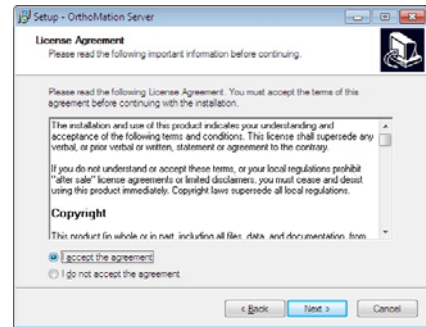 Setup - OrthoMation Server
License Agreement
Please read the following important information before continuing.
Please read the following License Agreement. You must accept the terms of this
agreement before continuing with the installation.
The installation and use of this product indicates your understanding and
acceptance of the following terms and conditions. This license shall supersede any
verbal, or prior verbal or written, statement or agreement to the contrary.
If you do not understand or accept these terms, or your local regulations prohibit
"after sale" license agreements or limited disclaimers, you must cease and desist
using this product immediately. Copyright laws supersede all local regulations.
Copyright
This product (in whole or in part, including all files, data, and documentation, from
I accept the agreement
I do not accept the agreement
< Back
Next >
Cancel